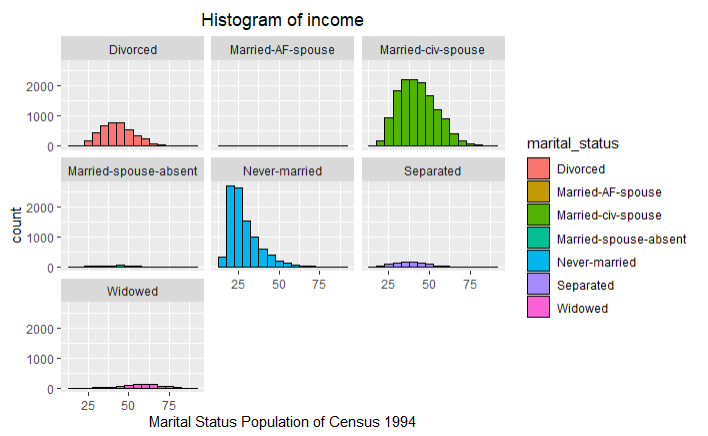 Histogram of income
Divorced
Married-AF-spouse
Married-civ-spouse
2000
1000
0
Married-spouse-absent
Never-married
Separated
2000
1000
0
25
50
75
25
50
75
Widowed
2000
1000
0
25
50
75
count
Marital Status Population of Census 1994
marital_status
Divorced
Married-AF-spouse
Married-civ-spouse
Married-spouse-absent
Never-married
Separated
Widowed